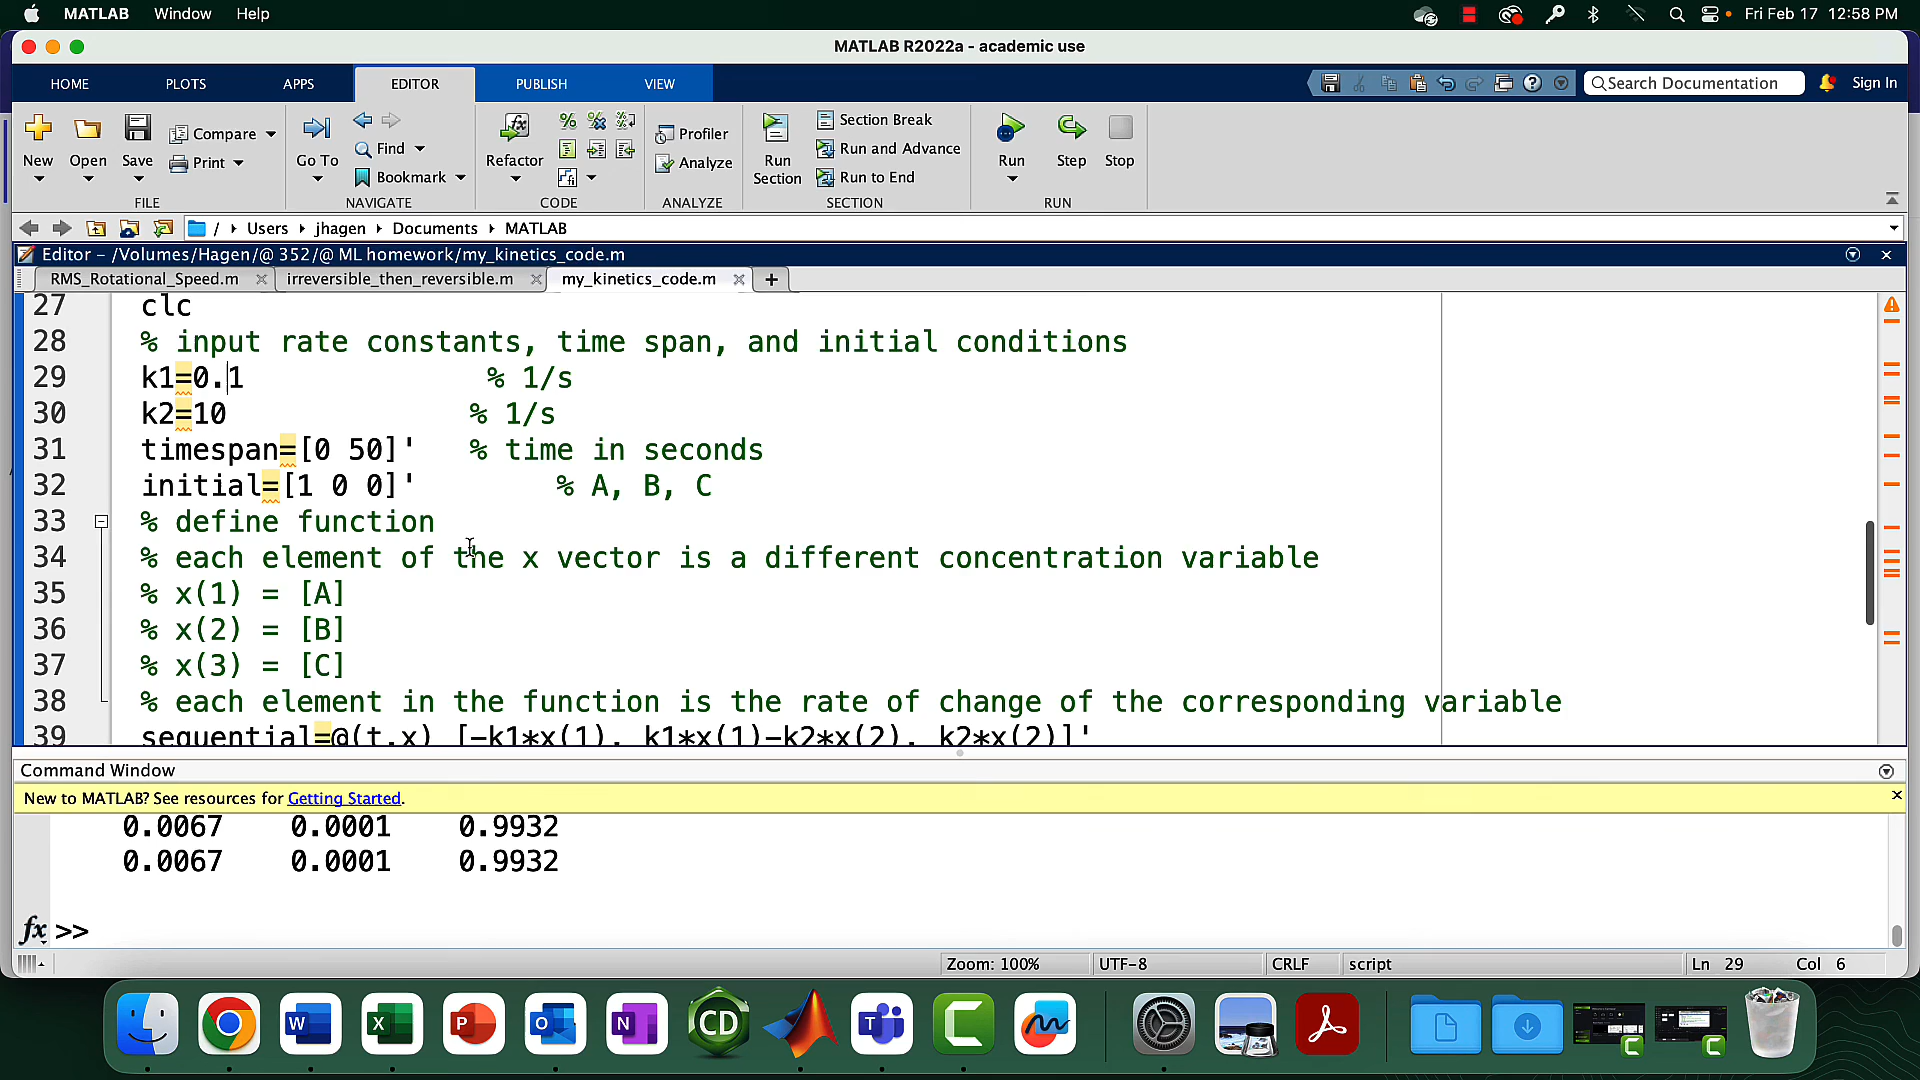 MATLAB Window Help
Fri Feb 17 12:58 PM
MATLAB R2022a - academic use
HOME PLOTS APPS EDITOR PUBLISH VIEW
Search Documentation
Sign In
New Open Save
Compare
Print
FILE
Go To
Find
Bookmark
NAVIGATE
Refactor
CODE
Profiler
Analyze
ANALYZE
Run Section
Section Break
Run and Advance
Run to End
SECTION
Run Step Stop
RUN
/ Users jhagen Documents MATLAB
Editor - /Volumes/Hagen/@ 352/@ ML homework/my_kinetics_code.m
RMS_Rotational_Speed.m irreversible_then_reversible.m my_kinetics_code.m
27 clc
28 % input rate constants, time span, and initial conditions
29 k1=0.1 % 1/s
30 k2=10 % 1/s
31 timespan=[0 50]' % time in seconds
32 initial=[1 0 0]' % A, B, C
33 % define function
34 % each element of the x vector is a different concentration variable
35 % x(1) = [A]
36 % x(2) = [B]
37 % x(3) = [C]
38 % each element in the function is the rate of change of the corresponding variable
39 sequential=@(t,x) [-k1*x(1), k1*x(1)-k2*x(2), k2*x(2)]'
Command Window
New to MATLAB? See resources for Getting Started.
0.0067 0.0001 0.9932
0.0067 0.0001 0.9932
fx >>
Zoom: 100% UTF-8 CRLF script Ln 29 Col 6
W X P O N CD T C